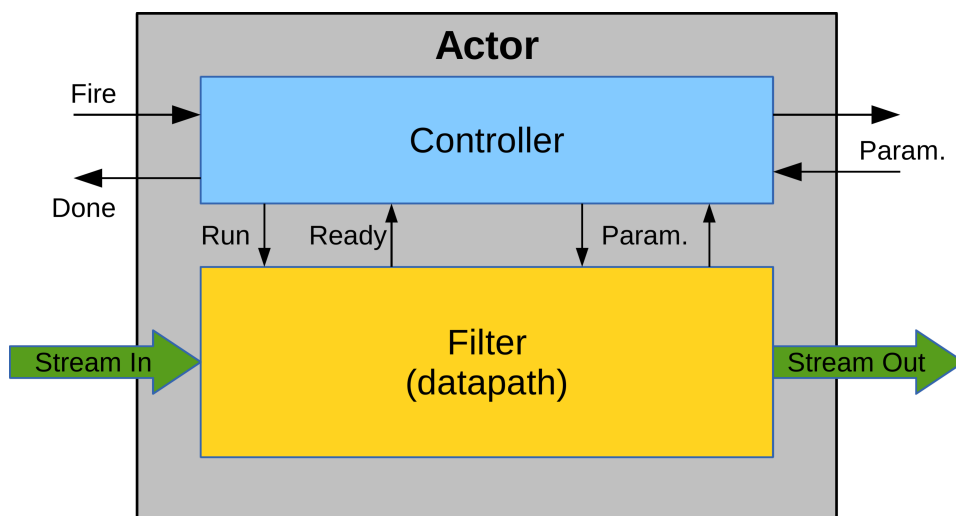 Actor
Fire
Controller
Param.
Done
Run
Ready
Param.
Filter
(datapath)
Stream In
Stream Out